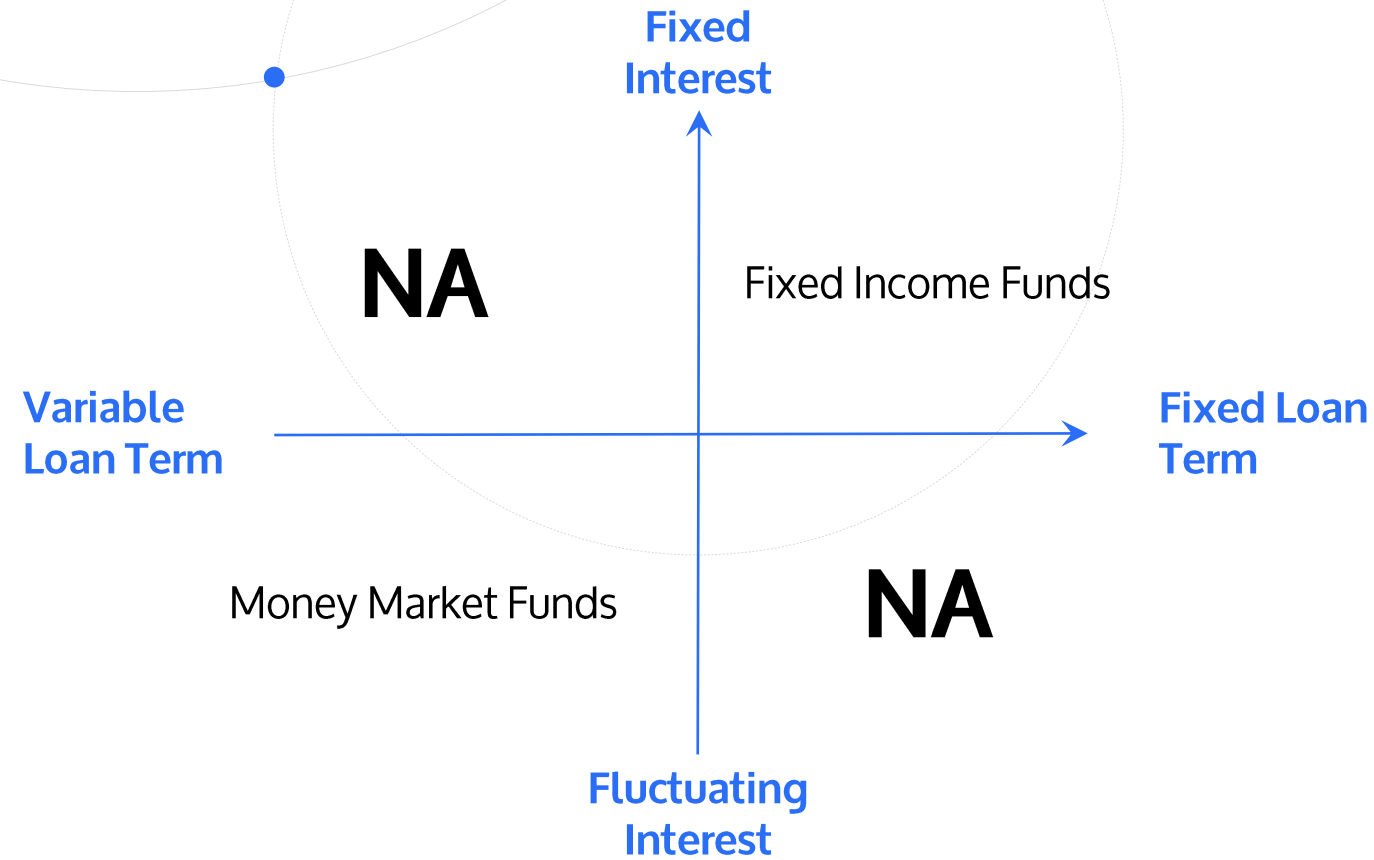 Fixed
Interest
NA
Fixed Income Funds
Variable
Loan Term
Fixed Loan
Term
Money Market Funds
NA
Fluctuating
Interest